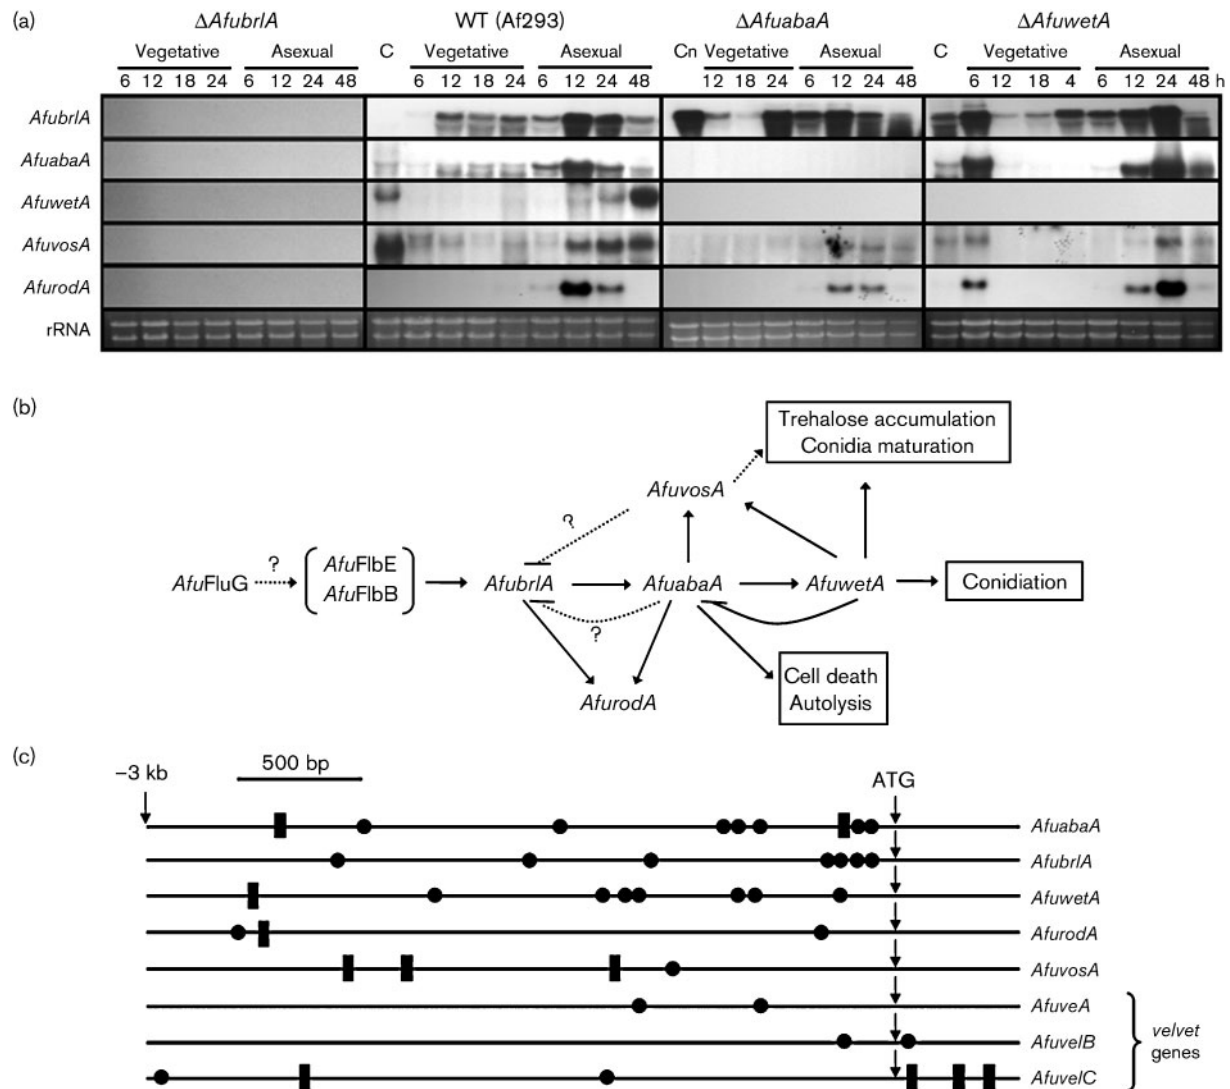 (a)
ΔAfubrlA WT (Af293) ΔAfuabaA ΔAfuwetA
Vegetative Asexual C Vegetative Asexual Cn Vegetative Asexual C Vegetative Asexual
6 12 18 24 6 12 24 48 6 12 18 24 6 12 24 48 12 18 24 6 12 24 48 6 12 18 4 6 12 24 48 h
AfubrlA
AfuabaA
AfuwetA
AfuvosA
AfurodA
rRNA
(b)
Trehalose accumulation
Conidia maturation
AfuvosA
?
?
AfuFluG
AfuFlbE
AfuFlbB
AfubrlA AfuabaA AfuwetA Conidiation
?
Cell death
Autolysis
AfurodA
(c)
–3 kb 500 bp ATG
AfuabaA
AfubrlA
AfuwetA
AfurodA
AfuvosA
AfuveA
AfuvelB
AfuvelC
velvet
genes